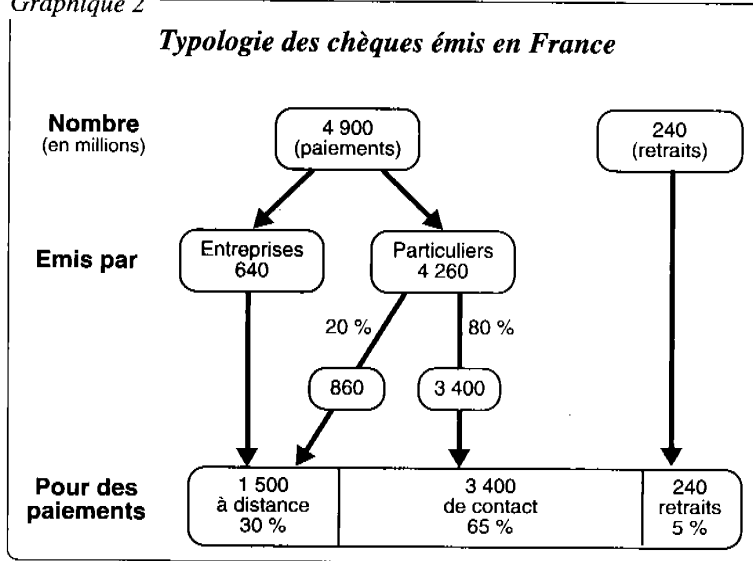 Graphique 2
Typologie des chèques émis en France
Nombre
(en millions)
4 900
(paiements)
240
(retraits)
Emis par
Entreprises
640
Particuliers
4 260
20 %
80 %
860
3 400
Pour des
paiements
1 500
à distance
30 %
3 400
de contact
65 %
240
retraits
5 %